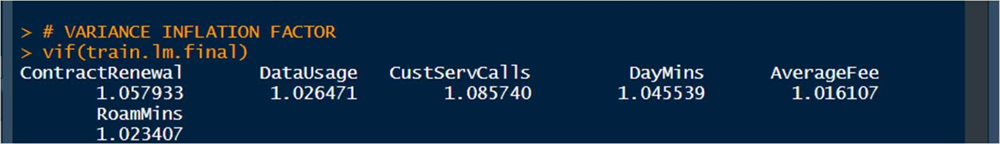 > # VARIANCE INFLATION FACTOR
> vif(train.lm.final)
ContractRenewal DataUsage CustServCalls DayMins AverageFee
1.057933 1.026471 1.085740 1.045539 1.016107
RoamMins
1.023407